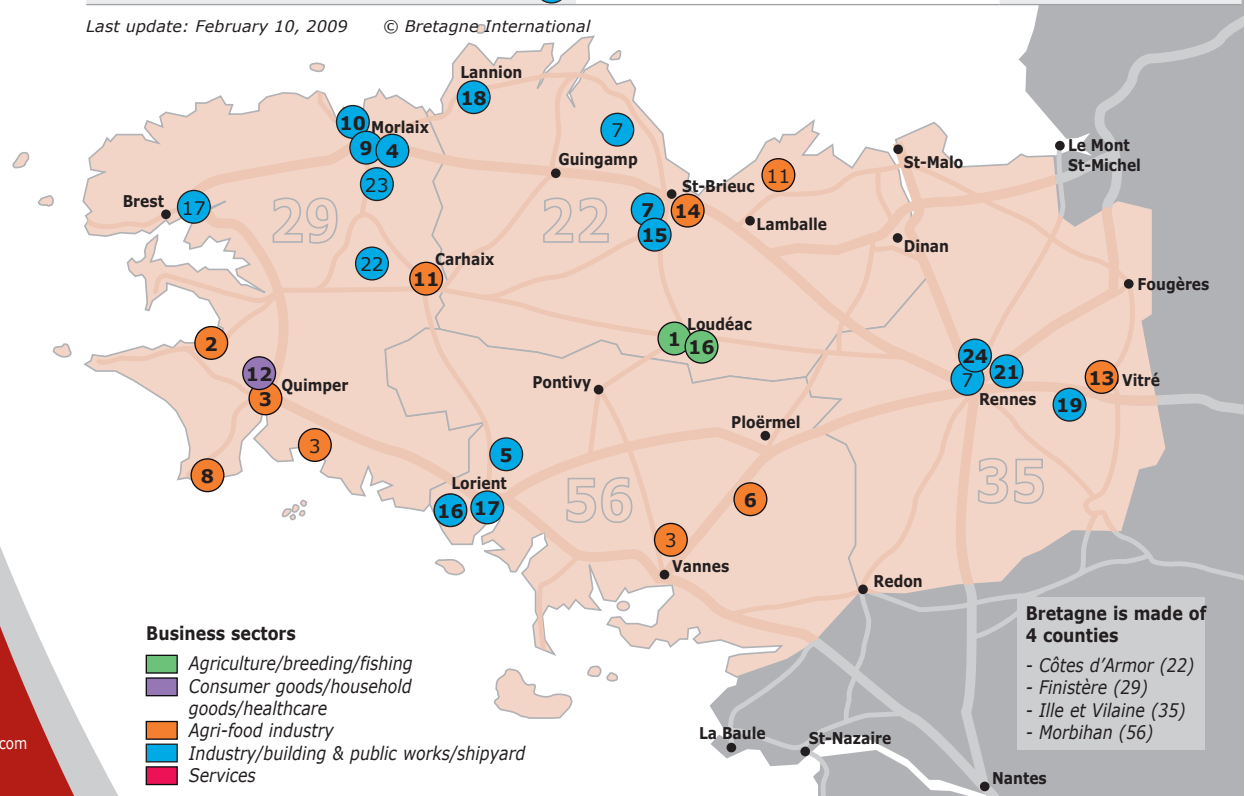 Last update: February 10, 2009 © Bretagne International
Lannion
18
10
Morlaix
7
9
4
Le Mont
St-Michel
Guingamp
St-Malo
23
St-Brieuc
11
Brest
17
29
22
7
14
15
Lamballe
Dinan
22
Carhaix
11
Fougères
2
Loudéac
1
16
24
12
Quimper
3
Pontivy
7
21
Rennes
13
Vitré
19
Ploërmel
3
8
5
Lorient
16
17
56
6
35
3
Vannes
Redon
Business sectors
Agriculture/breeding/fishing
Consumer goods/household
goods/healthcare
Agri-food industry
Industry/building & public works/shipyard
Services
Bretagne is made of
4 counties
- Côtes d'Armor (22)
- Finistère (29)
- Ille et Vilaine (35)
- Morbihan (56)
com
La Baule
St-Nazaire
Nantes